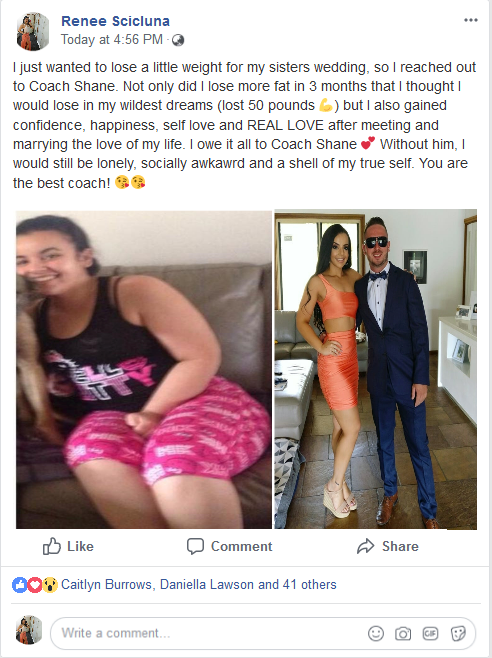 Renee Scicluna
Today at 4:56 PM ·
I just wanted to lose a little weight for my sisters wedding, so I reached out
to Coach Shane. Not only did I lose more fat in 3 months that I thought I
would lose in my wildest dreams (lost 50 pounds 💪) but I also gained
confidence, happiness, self love and REAL LOVE after meeting and
marrying the love of my life. I owe it all to Coach Shane 💕 Without him, I
would still be lonely, socially awkawrd and a shell of my true self. You are
the best coach! 😘😘
Like Comment Share
Caitlyn Burrows, Daniella Lawson and 41 others
Write a comment...
GIF